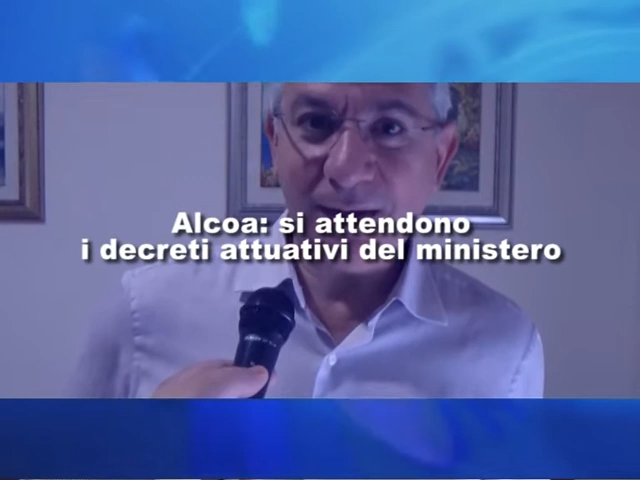 Alcoa: si attendono
i decreti attuativi del ministero